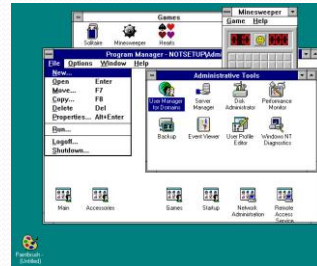 Games
Minesweeper
Game Help
Solitaire Minesweeper Hearts
Program Manager - NOTSETUP\Admi
File Options Window Help
New...
Open Enter
Move... F7
Copy... F8
Delete Del
Properties... Alt+Enter
Run...
Logoff...
Shutdown...
Administrative Tools
User Manager for Domains
Server Manager
Disk Administrator
Performance Monitor
Backup
Event Viewer
User Profile Editor
Windows NT Diagnostics
Main Accessories Games Startup
Network Administration
Remote Access Service
Paintbrush - (Untitled)